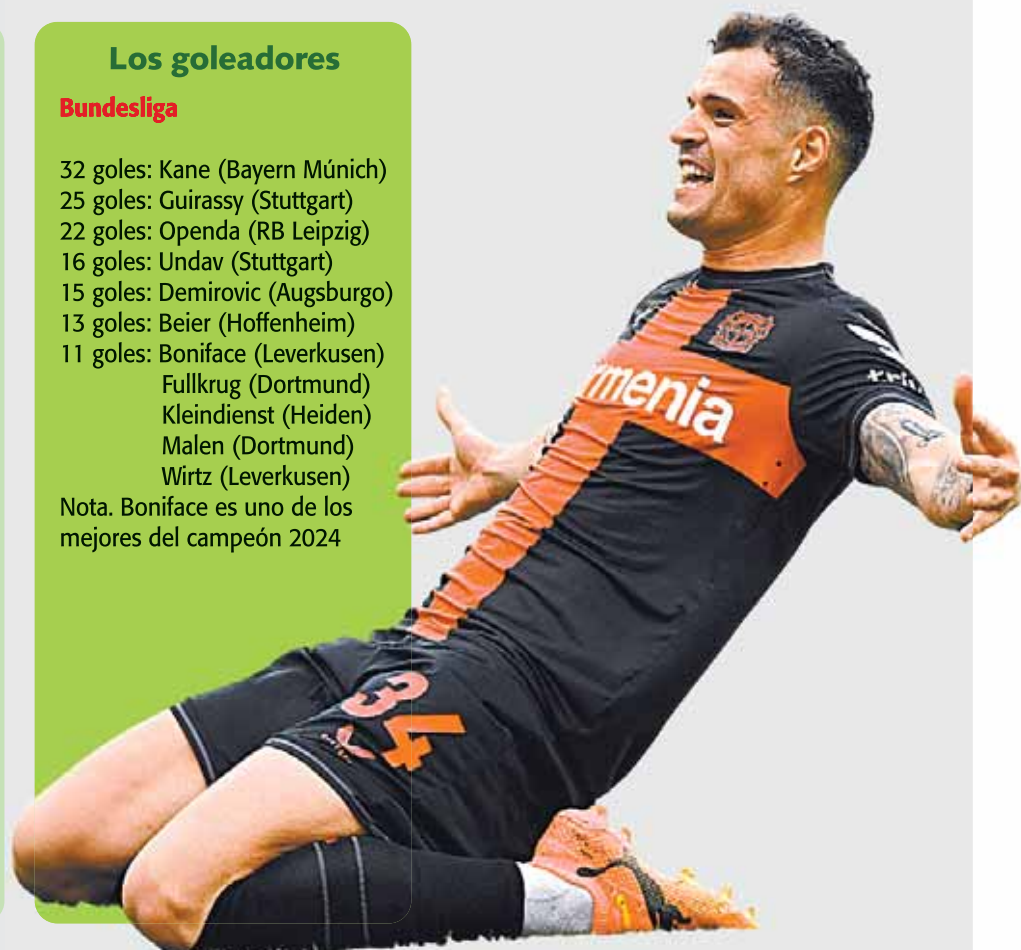 Los goleadores
Bundesliga
32 goles: Kane (Bayern Múnich)
25 goles: Guirassy (Stuttgart)
22 goles: Openda (RB Leipzig)
16 goles: Undav (Stuttgart)
15 goles: Demirovic (Augsburgo)
13 goles: Beier (Hoffenheim)
11 goles: Boniface (Leverkusen)
Fullkrug (Dortmund)
Kleindienst (Heiden)
Malen (Dortmund)
Wirtz (Leverkusen)
Nota. Boniface es uno de los
mejores del campeón 2024
rmenia
34